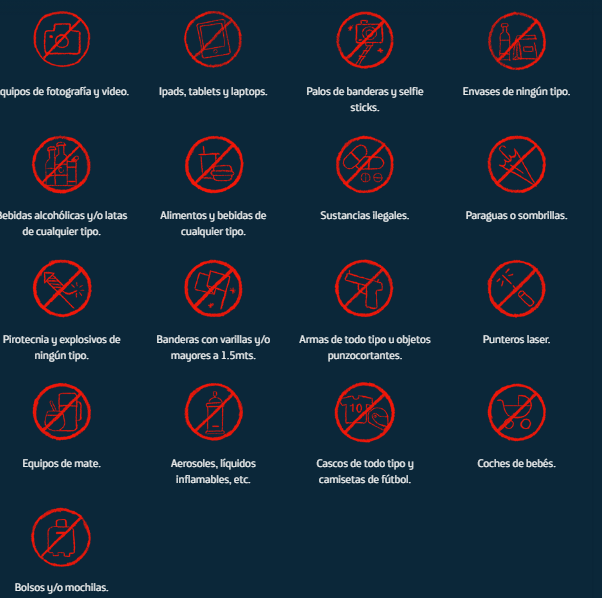 quipos de fotografía y video.
Ipads, tablets y laptops.
Palos de banderas y selfie
sticks.
Envases de ningún tipo.
Bebidas alcohólicas y/o latas
de cualquier tipo.
Alimentos y bebidas de
cualquier tipo.
Sustancias ilegales.
Paraguas o sombrillas.
Pirotecnia y explosivos de
ningún tipo.
Banderas con varillas y/o
mayores a 1.5mts.
Armas de todo tipo u objetos
punzocortantes.
Punteros laser.
10
Equipos de mate.
Aerosoles, líquidos
inflamables, etc.
Cascos de todo tipo y
camisetas de fútbol.
Coches de bebés.
Bolsos y/o mochilas.